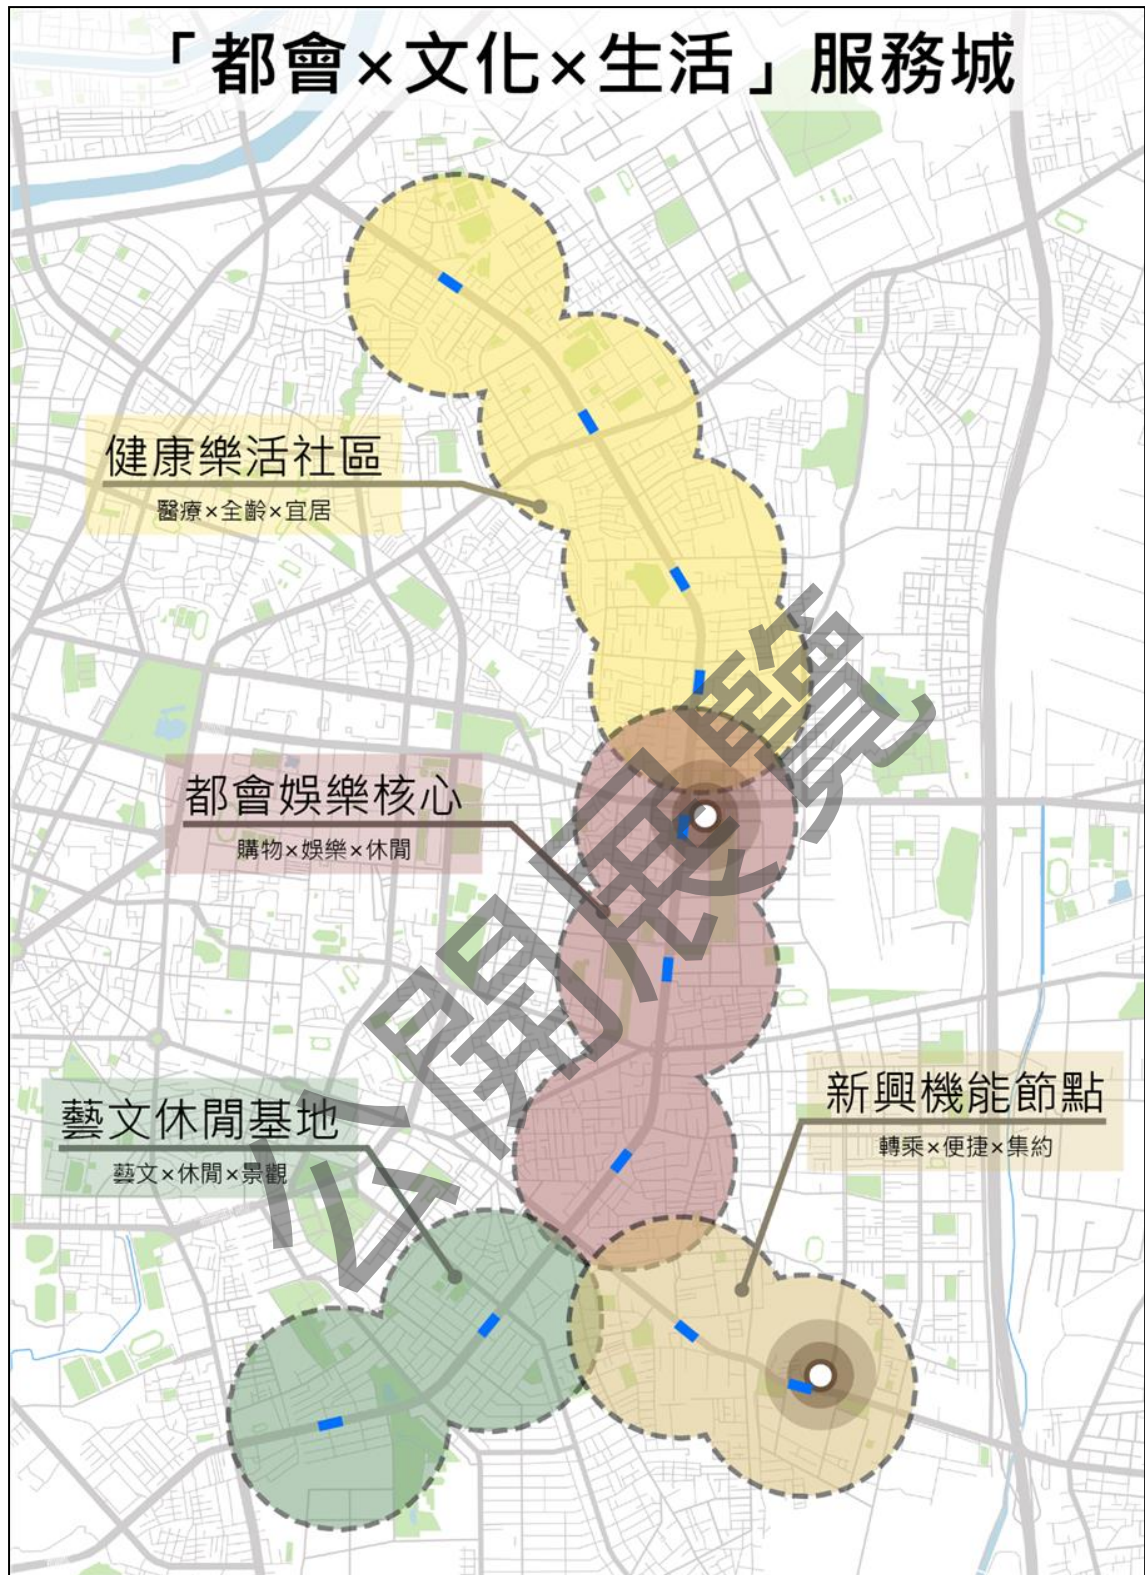 「都會×文化×生活」服務城
健康樂活社區
醫療×全齡×宜居
都會娛樂核心
購物×娛樂×休閒
藝文休閒基地
藝文×休閒×景觀
新興機能節點
轉乘×便捷×集約
公開展覽